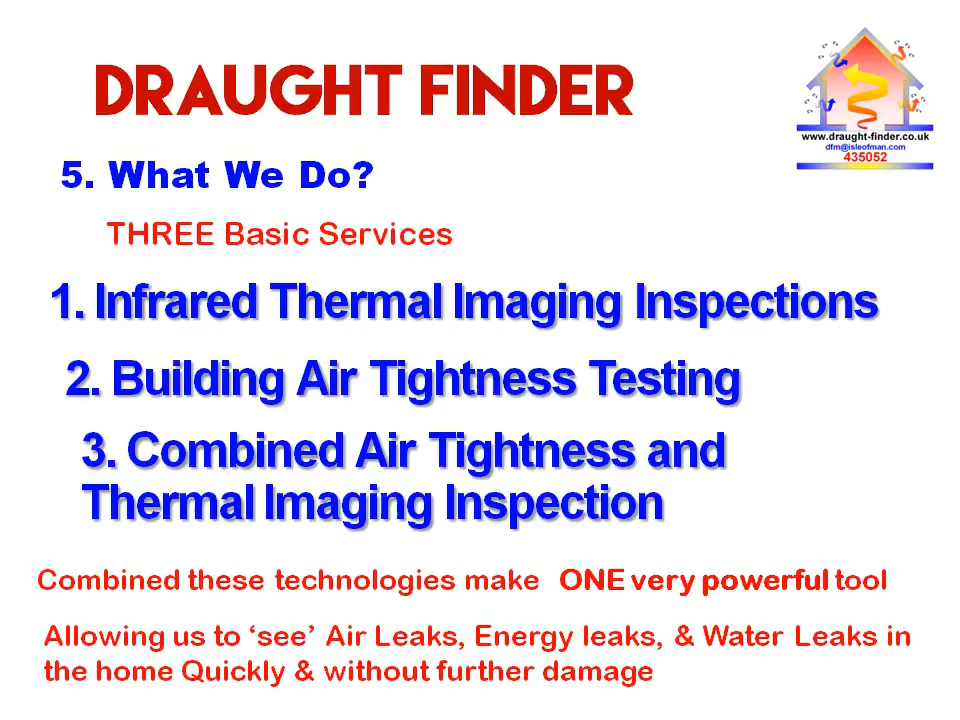 DRAUGHT FINDER
www.draught-finder.co.uk
dfm@isleofman.com
435052
5. What We Do?
THREE Basic Services
1. Infrared Thermal Imaging Inspections
2. Building Air Tightness Testing
3. Combined Air Tightness and
Thermal Imaging Inspection
Combined these technologies make ONE very powerful tool
Allowing us to ‘see’ Air Leaks, Energy leaks, & Water Leaks in
the home Quickly & without further damage